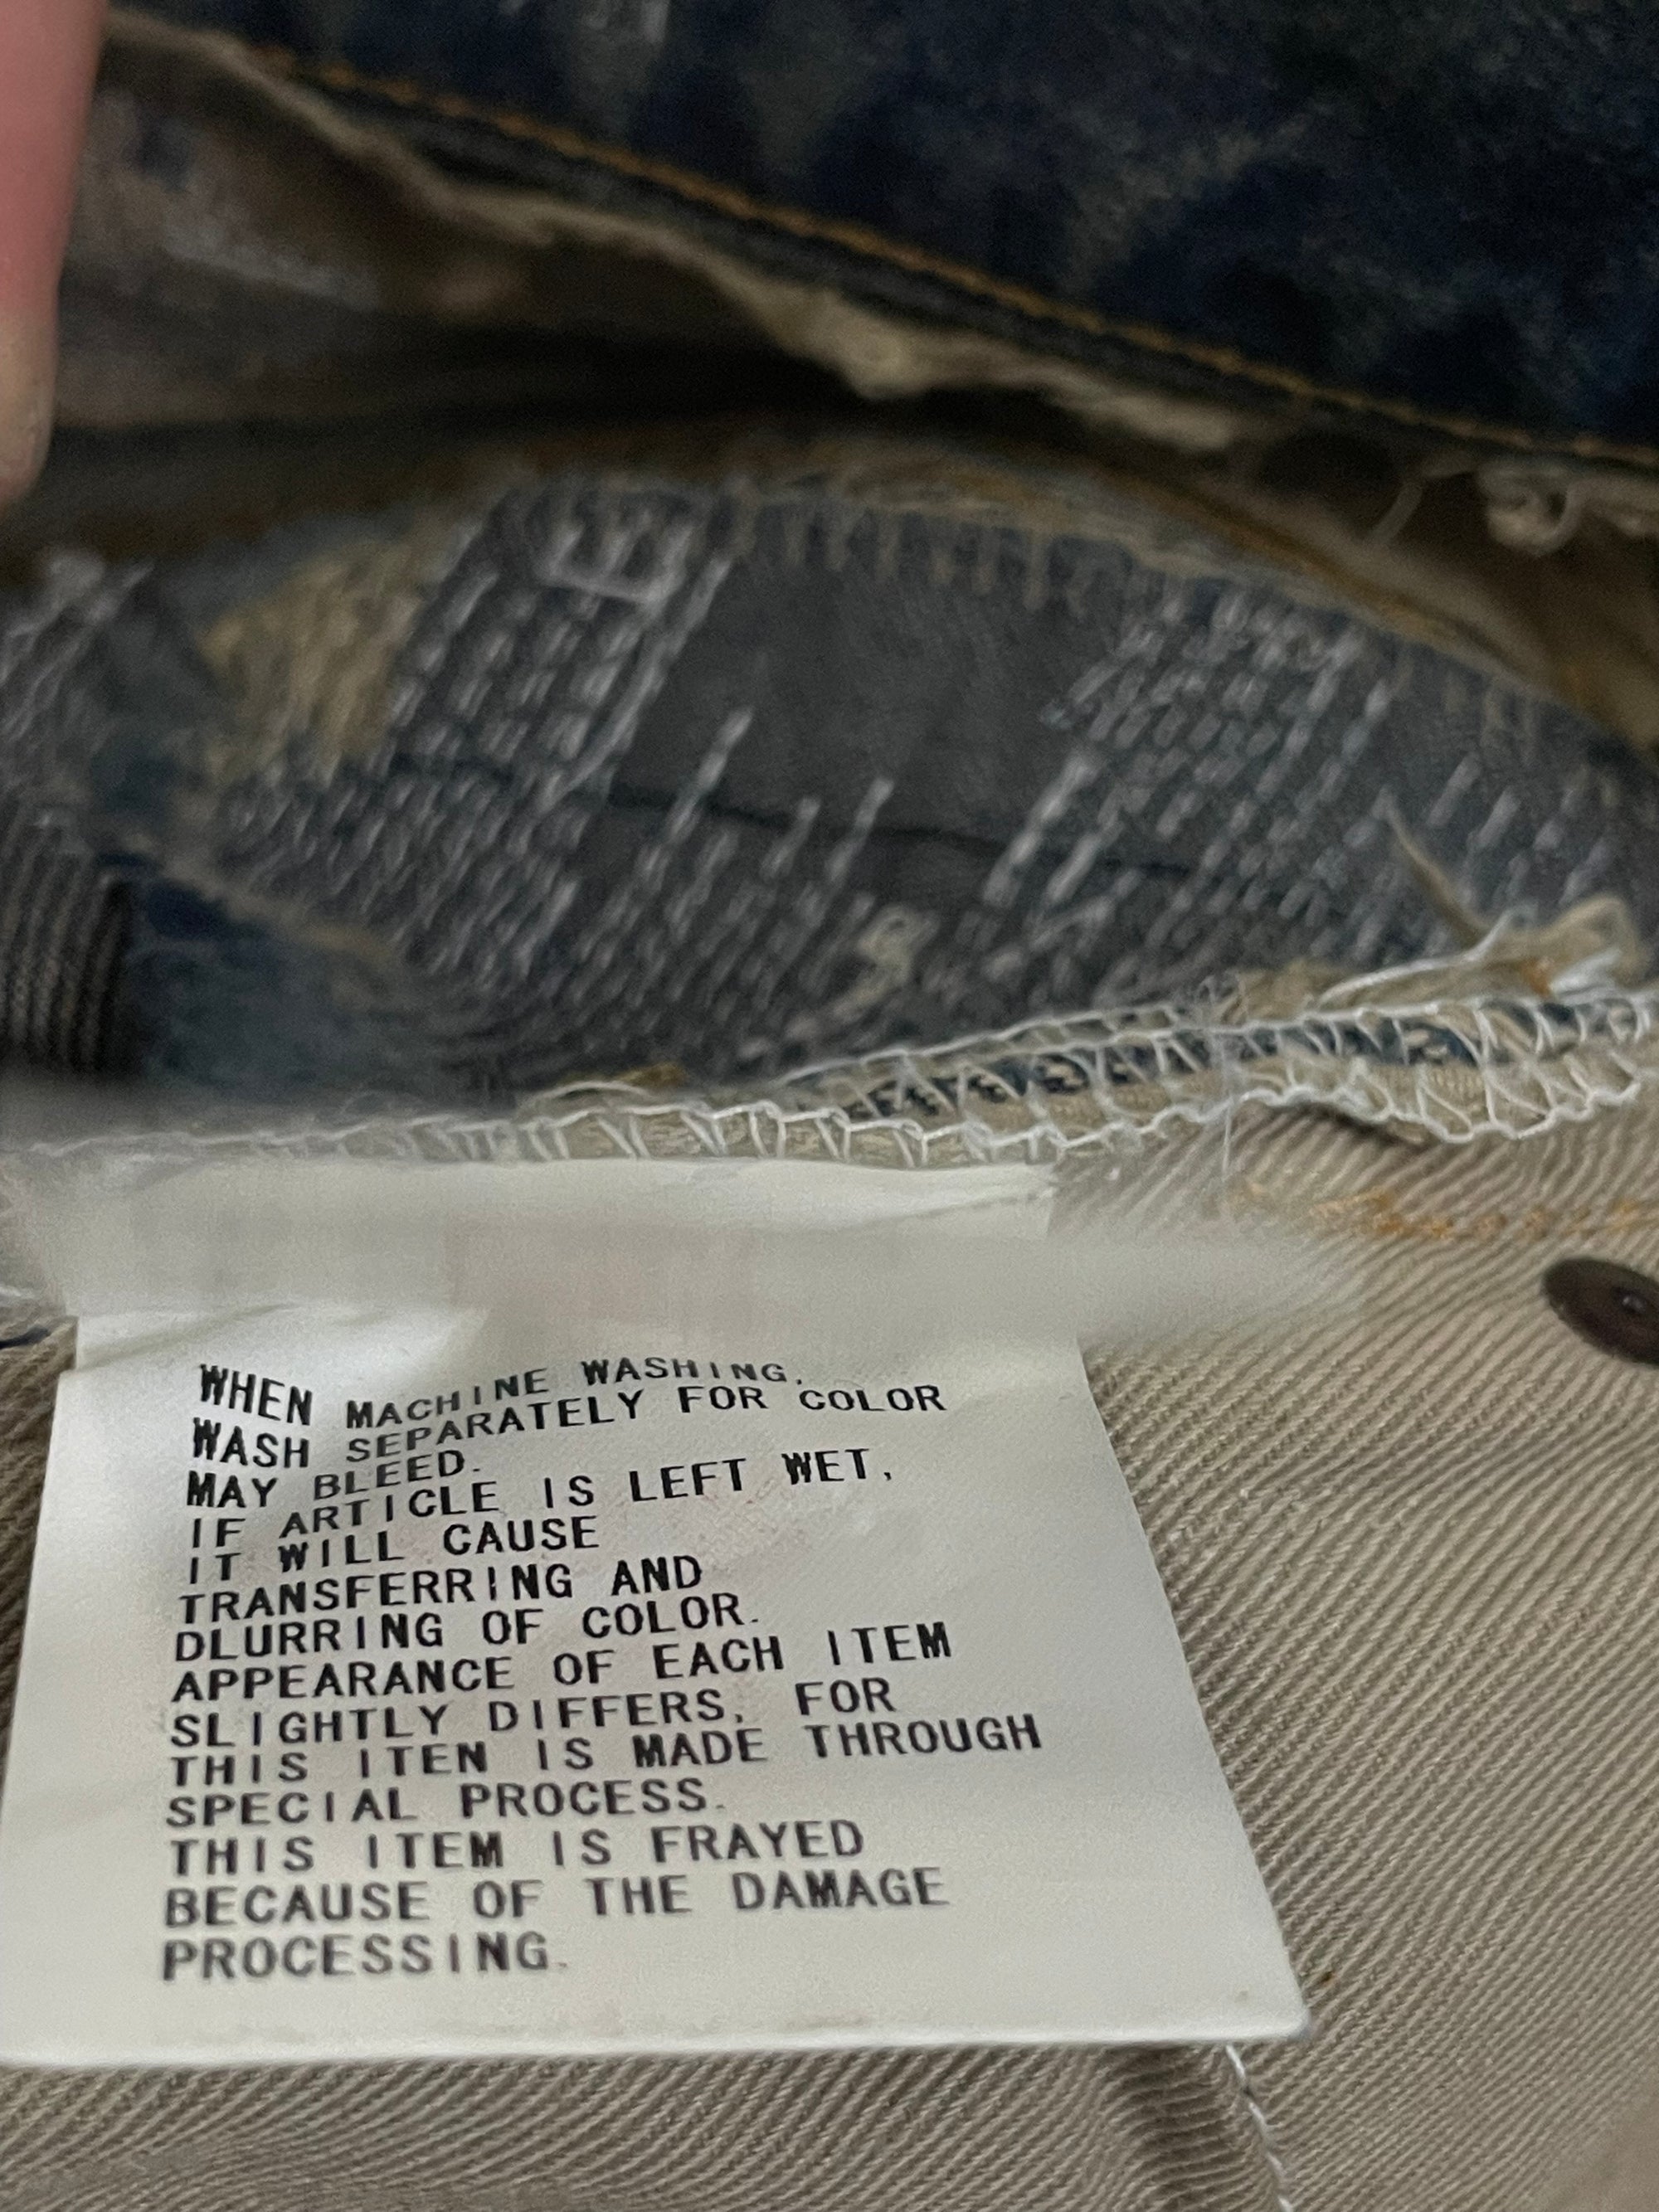 WHEN MACHINE WASHING,
WASH SEPARATELY FOR COLOR
MAY BLEED.
IF ARTICLE IS LEFT WET,
IT WILL CAUSE
TRANSFERRING AND
DLURRING OF COLOR.
APPEARANCE OF EACH ITEM
SLIGHTLY DIFFERS, FOR
THIS ITEN IS MADE THROUGH
SPECIAL PROCESS.
THIS ITEM IS FRAYED
BECAUSE OF THE DAMAGE
PROCESSING.